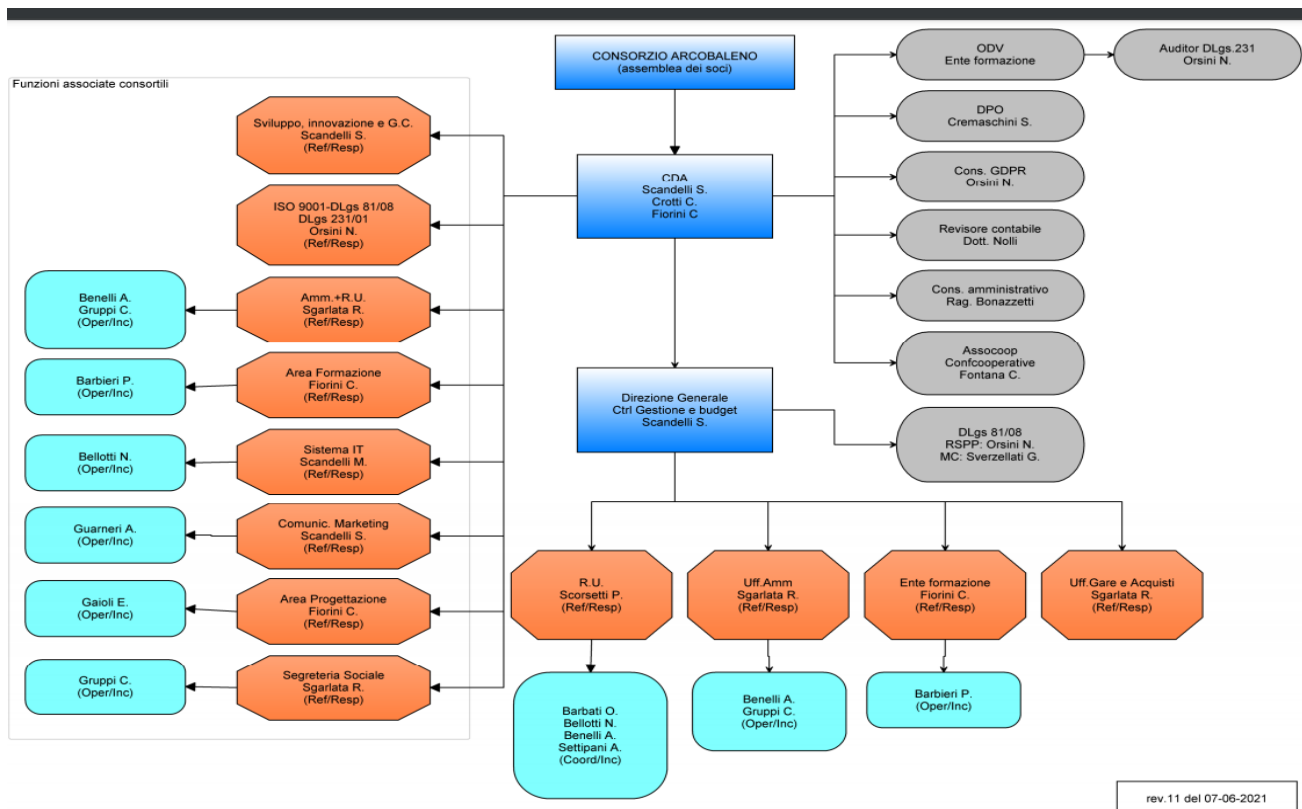 CONSORZIO ARCOBALENO
(assemblea dei soci)
ODV
Ente formazione
Auditor DLgs.231
Orsini N.
Funzioni associate consortili
Sviluppo, innovazione e G.C.
Scandelli S.
(Ref/Resp)
DPO
Cremaschini S.
CDA
Scandelli S.
Crotti C.
Fiorini C
Cons. GDPR
Orsini N.
ISO 9001-DLgs 81/08
DLgs 231/01
Orsini N.
(Ref/Resp)
Revisore contabile
Dott. Nolli
Benelli A.
Gruppi C.
(Oper/Inc)
Amm.+R.U.
Sgarlata R.
(Ref/Resp)
Cons. amministrativo
Rag. Bonazzetti
Assocoop
Confcooperative
Fontana C.
Barbieri P.
(Oper/Inc)
Area Formazione
Fiorini C.
(Ref/Resp)
Direzione Generale
Ctrl Gestione e budget
Scandelli S.
DLgs 81/08
RSPP: Orsini N.
MC: Sverzellati G.
Bellotti N.
(Oper/Inc)
Sistema IT
Scandelli M.
(Ref/Resp)
Guarneri A.
(Oper/Inc)
Comunic. Marketing
Scandelli S.
(Ref/Resp)
Gaioli E.
(Oper/Inc)
Area Progettazione
Fiorini C.
(Ref/Resp)
Gruppi C.
(Oper/Inc)
Segreteria Sociale
Sgarlata R.
(Ref/Resp)
R.U.
Scorsetti P.
(Ref/Resp)
Uff.Amm
Sgarlata R.
(Ref/Resp)
Ente formazione
Fiorini C.
(Ref/Resp)
Uff.Gare e Acquisti
Sgarlata R.
(Ref/Resp)
Barbati O.
Bellotti N.
Benelli A.
Settipani A.
(Coord/Inc)
Benelli A.
Gruppi C.
(Oper/Inc)
Barbieri P.
(Oper/Inc)
rev.11 del 07-06-2021